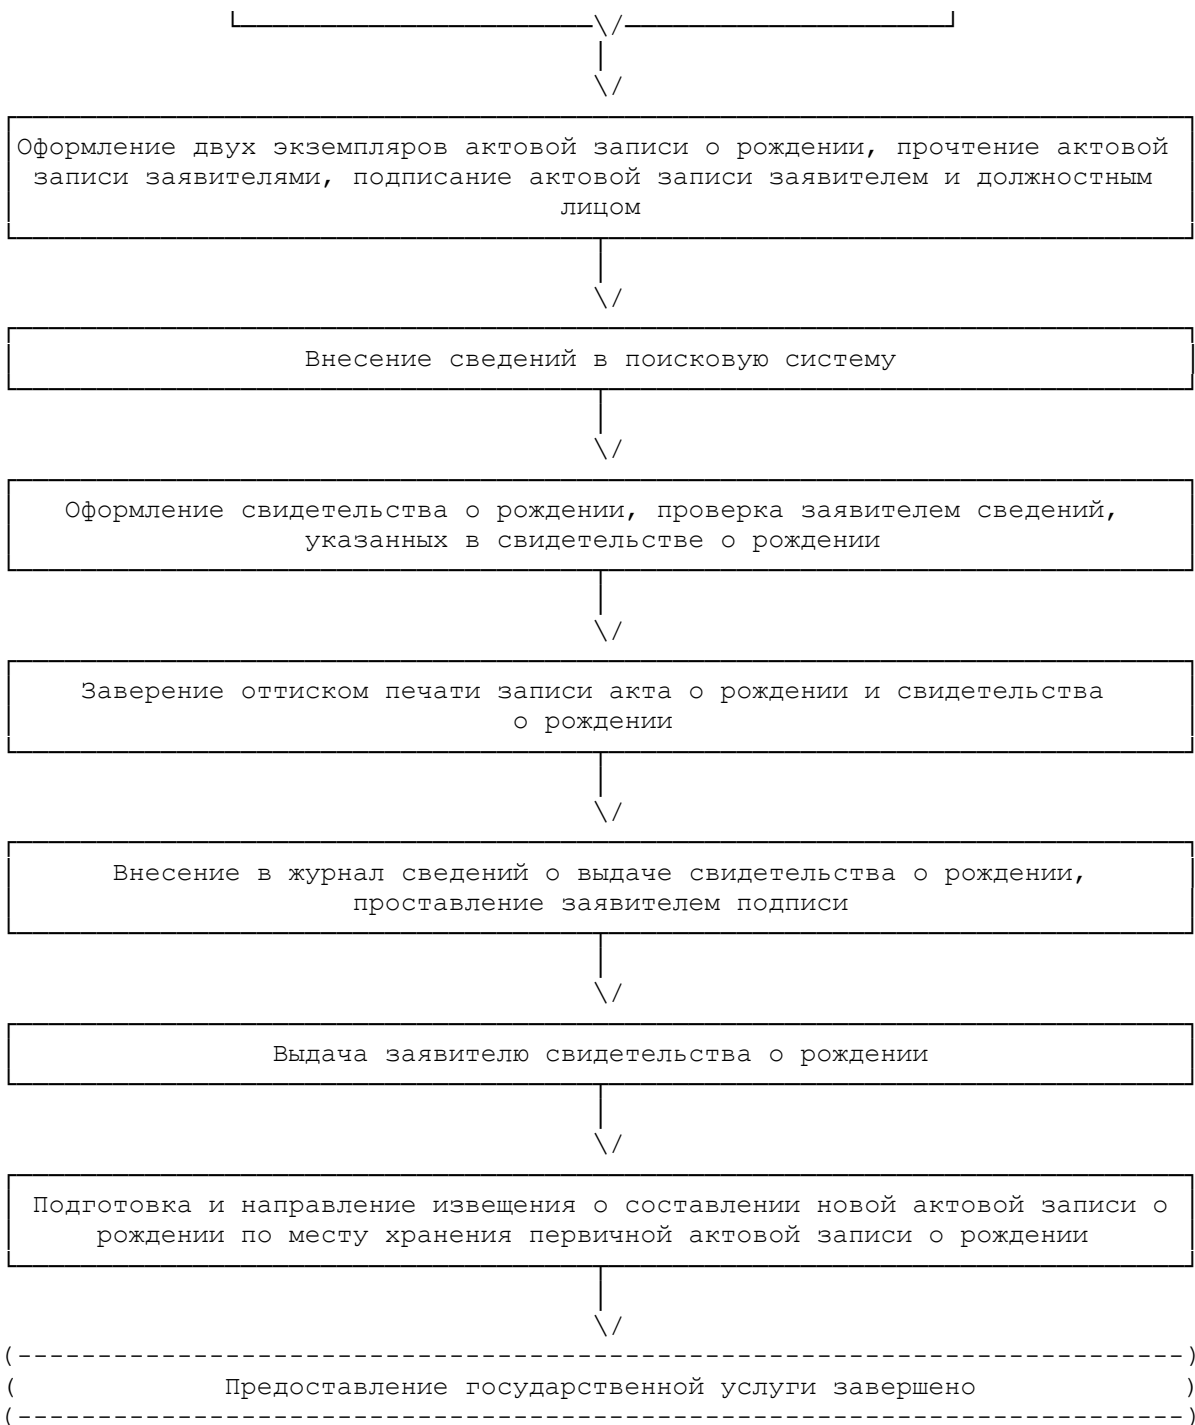 Оформление двух экземпляров актовой записи о рождении, прочтение актовой
записи заявителями, подписание актовой записи заявителем и должностным
лицом
Внесение сведений в поисковую систему
Оформление свидетельства о рождении, проверка заявителем сведений,
указанных в свидетельстве о рождении
Заверение оттиском печати записи акта о рождении и свидетельства
о рождении
Внесение в журнал сведений о выдаче свидетельства о рождении,
проставление заявителем подписи
Выдача заявителю свидетельства о рождении
Подготовка и направление извещения о составлении новой актовой записи о
рождении по месту хранения первичной актовой записи о рождении
Предоставление государственной услуги завершено